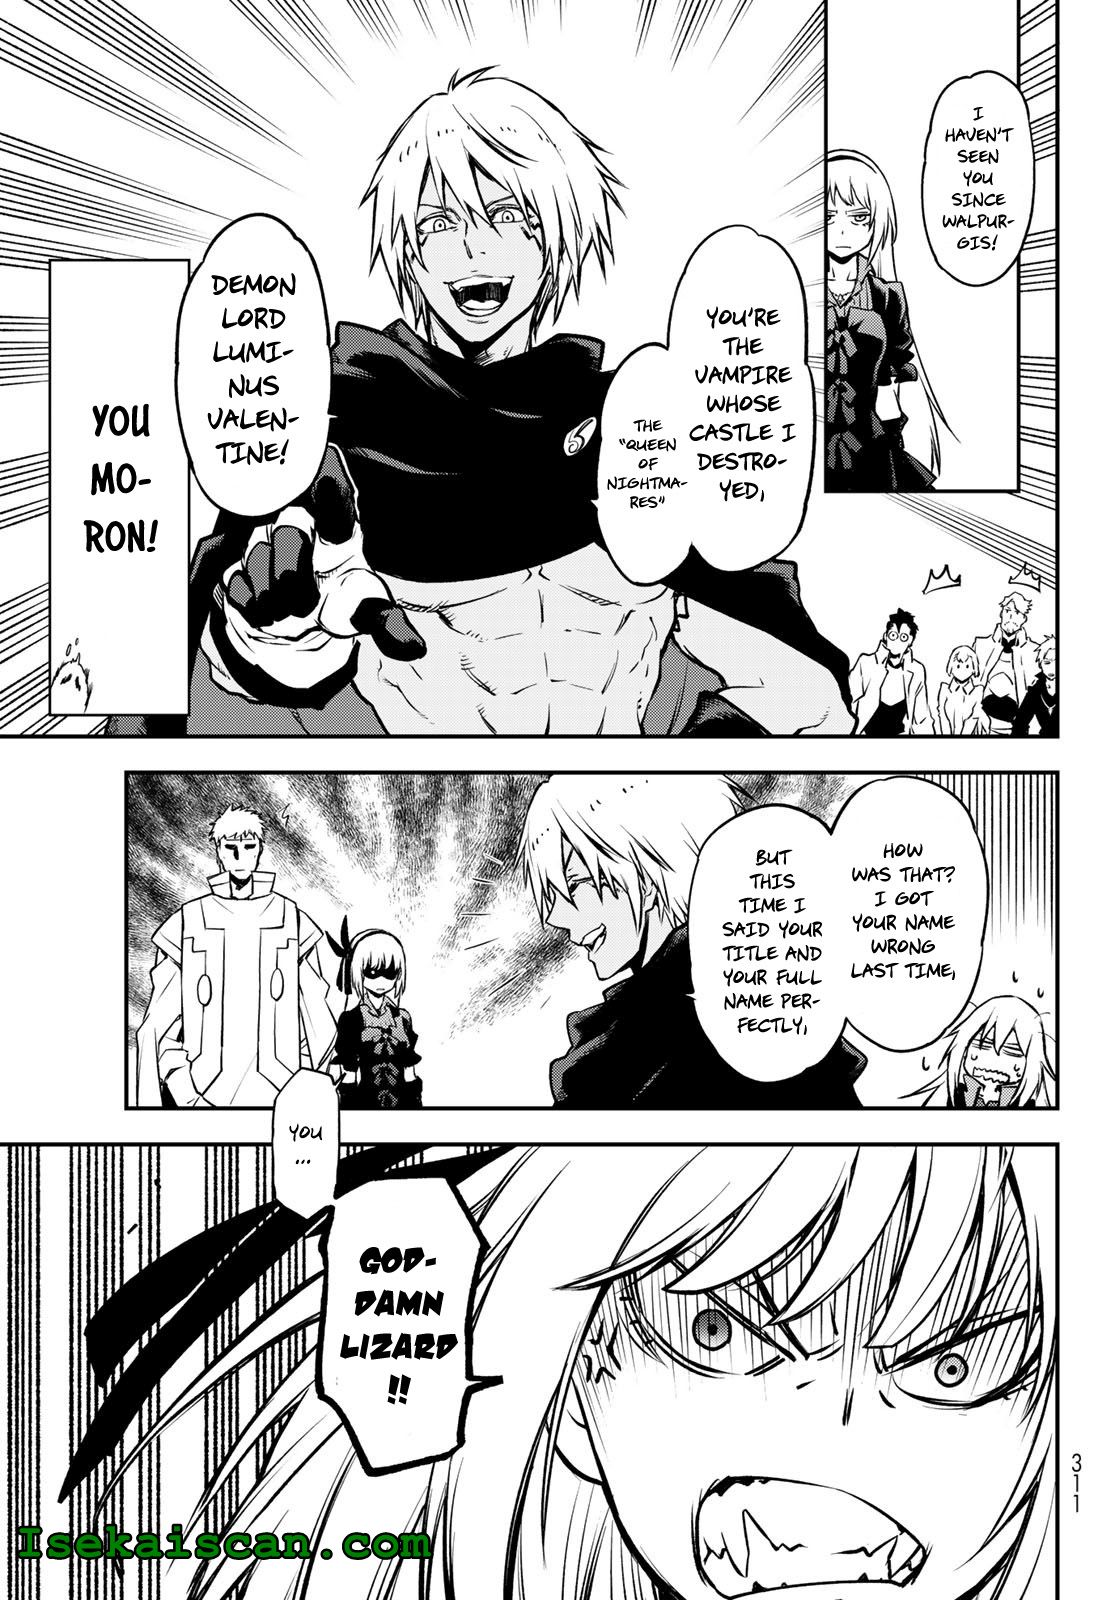 I
HAVEN'T
SEEN
YOU
SINCE
WALPUR-
GIS!
YOU'RE
THE
VAMPIRE
WHOSE
CASTLE I
DESTRO-
YED,
THE
"QUEEN
OF
NIGHTMA-
RES"
DEMON
LORD
LUMI-
NUS
VALEN-
TINE!
YOU
MO-
RON!
HOW
WAS THAT?
I GOT
YOUR NAME
WRONG
LAST TIME,
BUT
THIS
TIME I
SAID YOUR
TITLE AND
YOUR FULL
NAME PER-
FECTLY,
YOU
...
GOD-
DAMN
LIZARD
!!
311
Isekaiscan.com